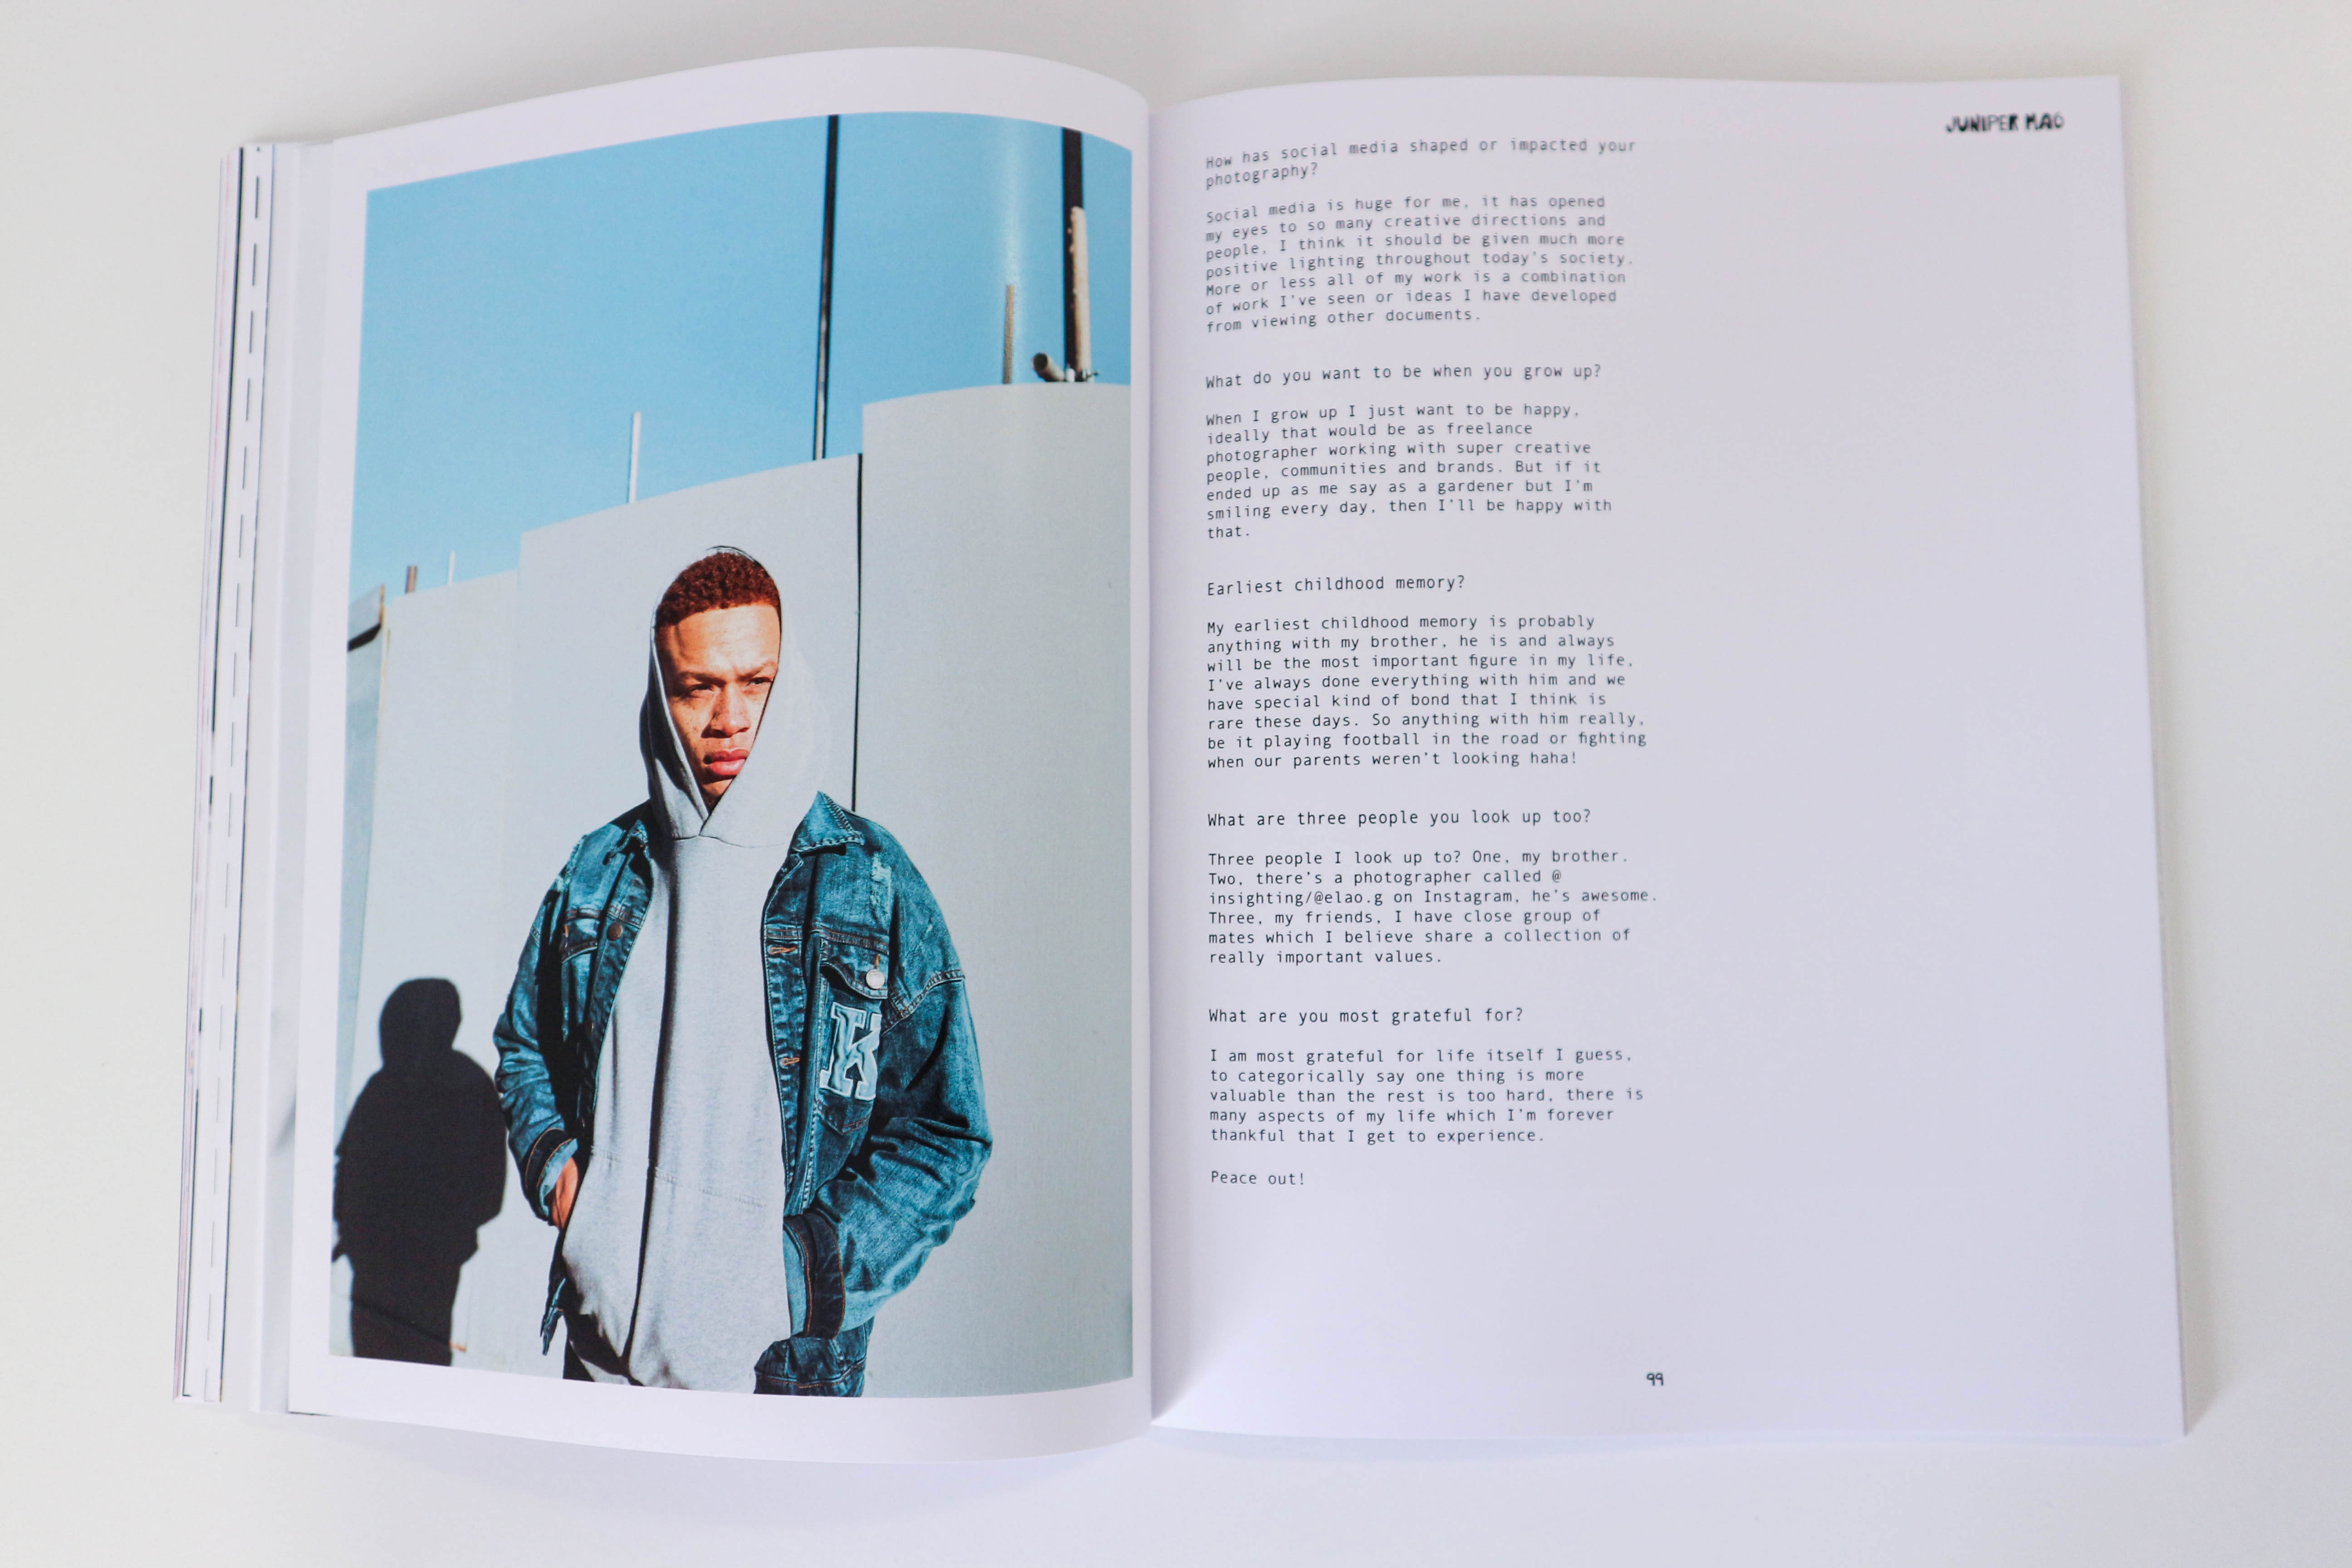 JUNIPER MAG
How has social media shaped or impacted your
photography?
Social media is huge for me, it has opened
my eyes to so many creative directions and
people, I think it should be given much more
positive lighting throughout today's society.
More or less all of my work is a combination
of work I've seen or ideas I have developed
from viewing other documents.
What do you want to be when you grow up?
When I grow up I just want to be happy,
ideally that would be as freelance
photographer working with super creative
people, communities and brands. But if it
ended up as me say as a gardener but I'm
smiling every day, then I'll be happy with
that.
Earliest childhood memory?
My earliest childhood memory is probably
anything with my brother, he is and always
will be the most important figure in my life,
I've always done everything with him and we
have special kind of bond that I think is
rare these days. So anything with him really,
be it playing football in the road or fighting
when our parents weren't looking haha!
What are three people you look up too?
Three people I look up to? One, my brother.
Two, there's a photographer called @
insighting/@elao.g on Instagram, he's awesome.
Three, my friends, I have close group of
mates which I believe share a collection of
really important values.
What are you most grateful for?
I am most grateful for life itself I guess,
to categorically say one thing is more
valuable than the rest is too hard, there is
many aspects of my life which I'm forever
thankful that I get to experience.
Peace out!
99
K